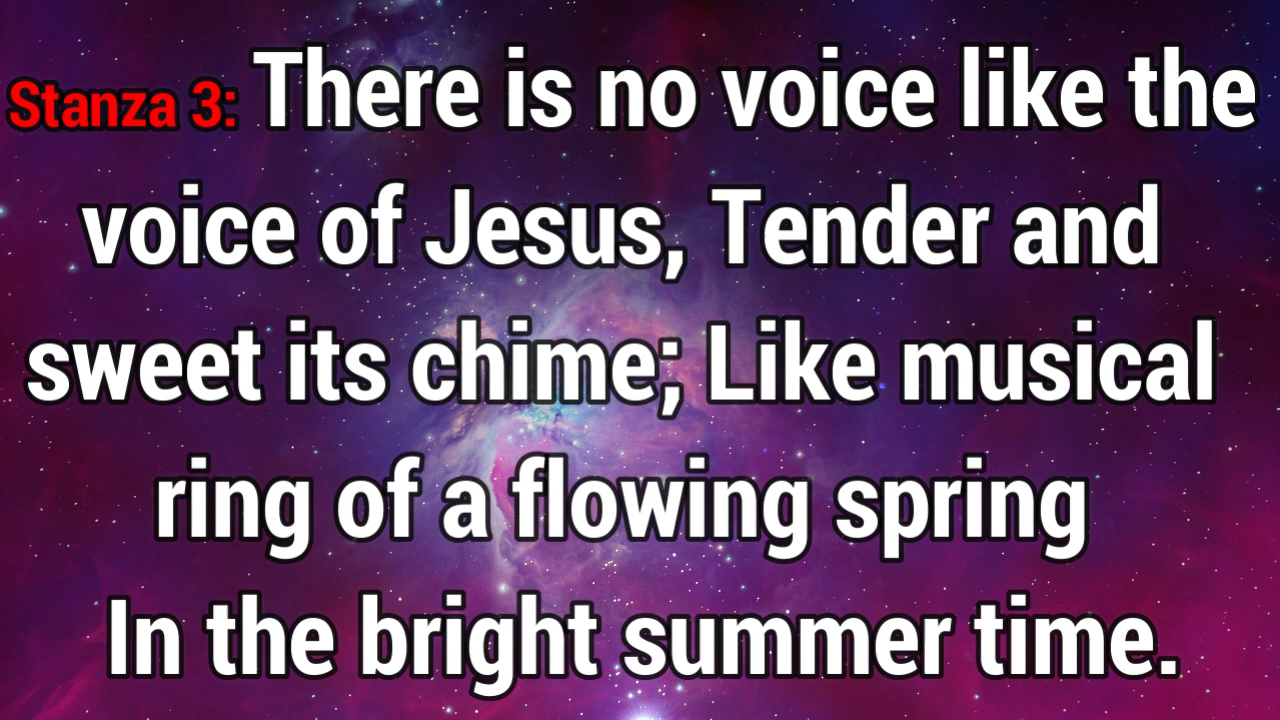 Stanza 3: There is no voice like the
voice of Jesus, Tender and
sweet its chime; Like musical
ring of a flowing spring
In the bright summer time.